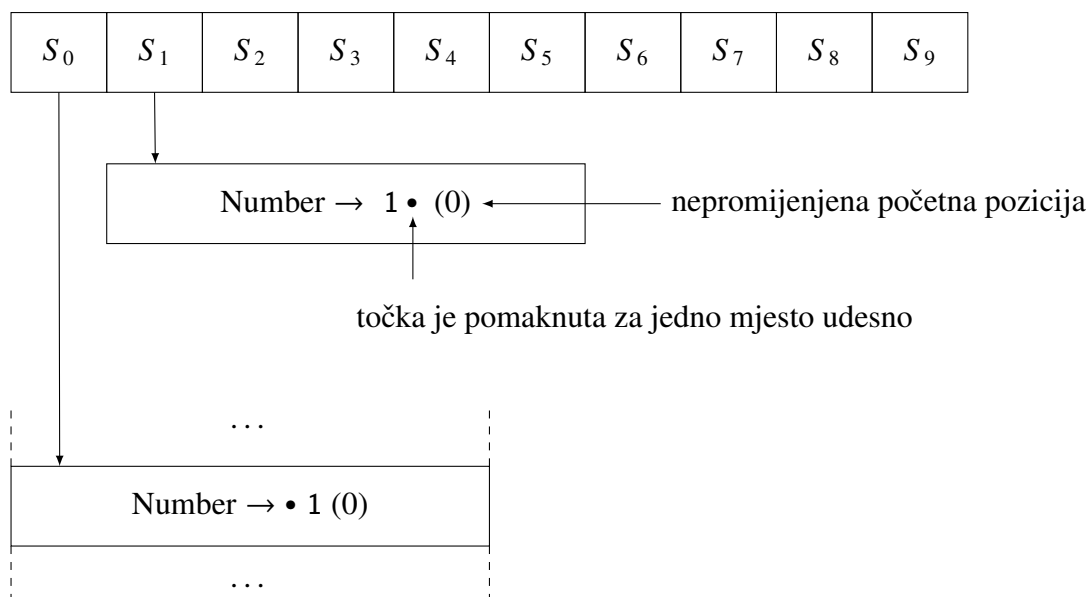 S0 S1 S2 S3 S4 S5 S6 S7 S8 S9
Number → 1 • (0)
nepromijenjena početna pozicija
točka je pomaknuta za jedno mjesto udesno
...
Number → • 1 (0)
...